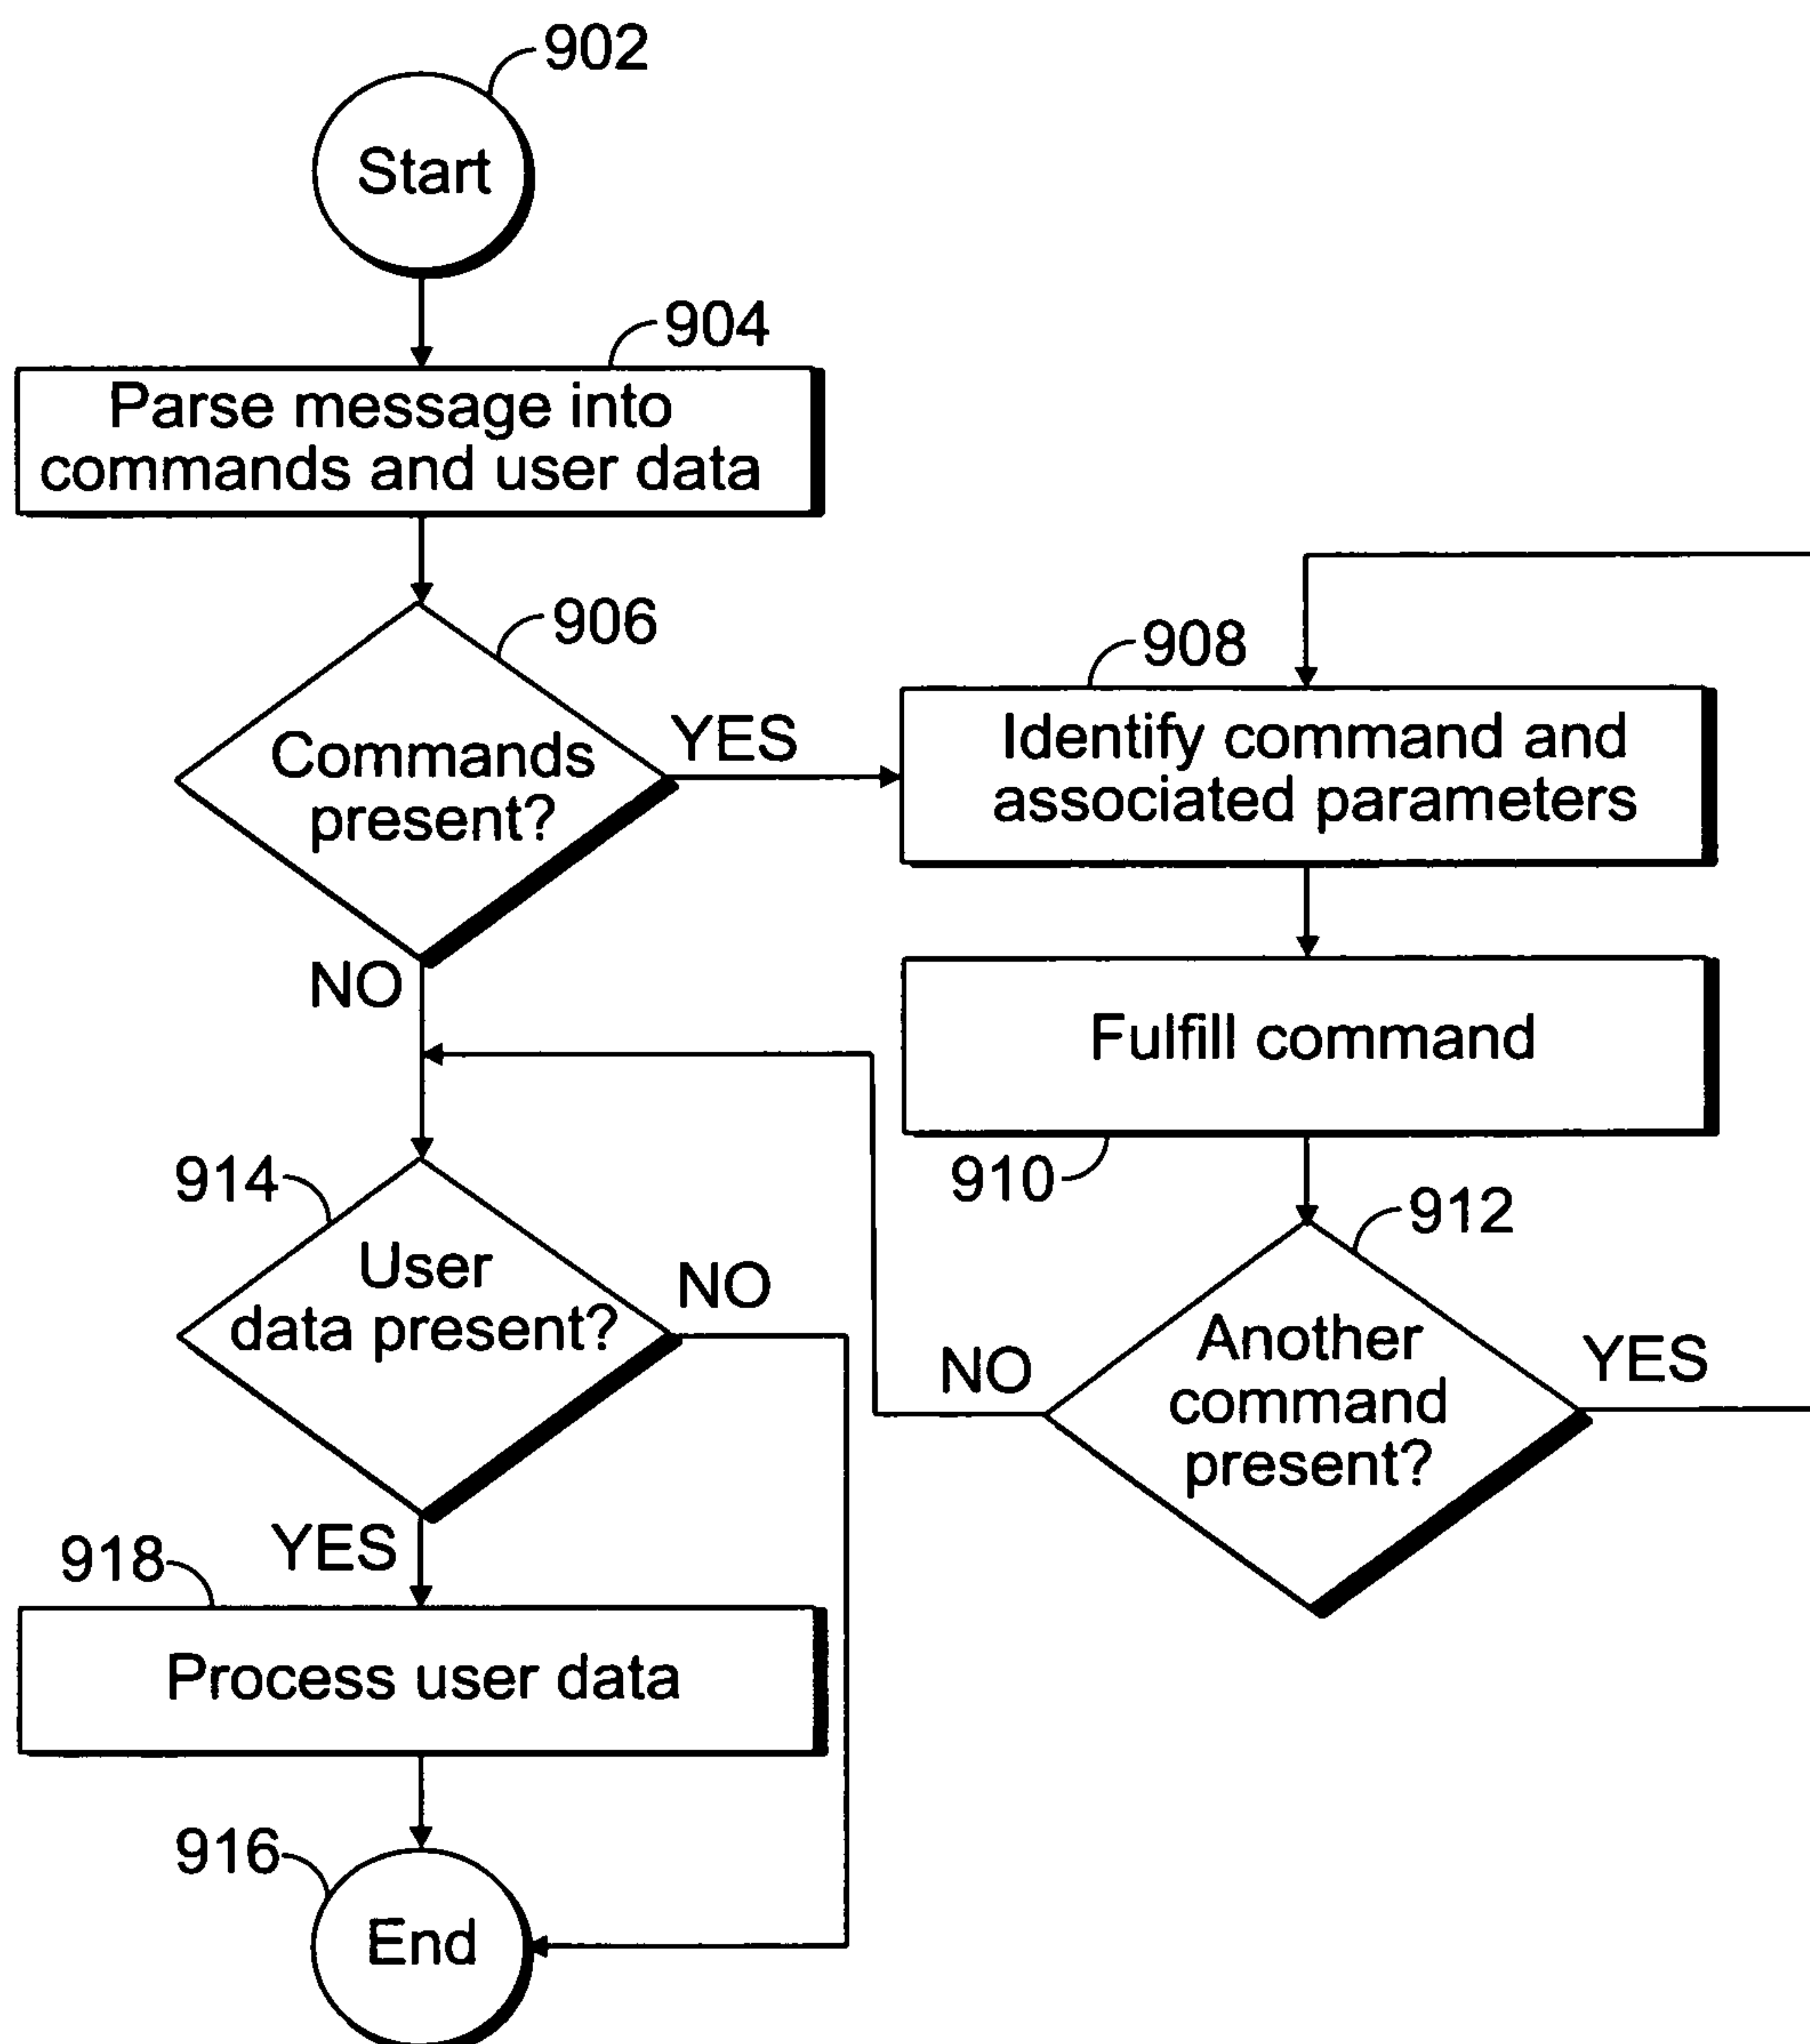 902
Start
904
Parse message into
commands and user data
906
Commands
present?
YES
NO
908
Identify command and
associated parameters
Fulfill command
910
912
Another
command
present?
YES
NO
914
User
data present?
NO
YES
918
Process user data
916
End